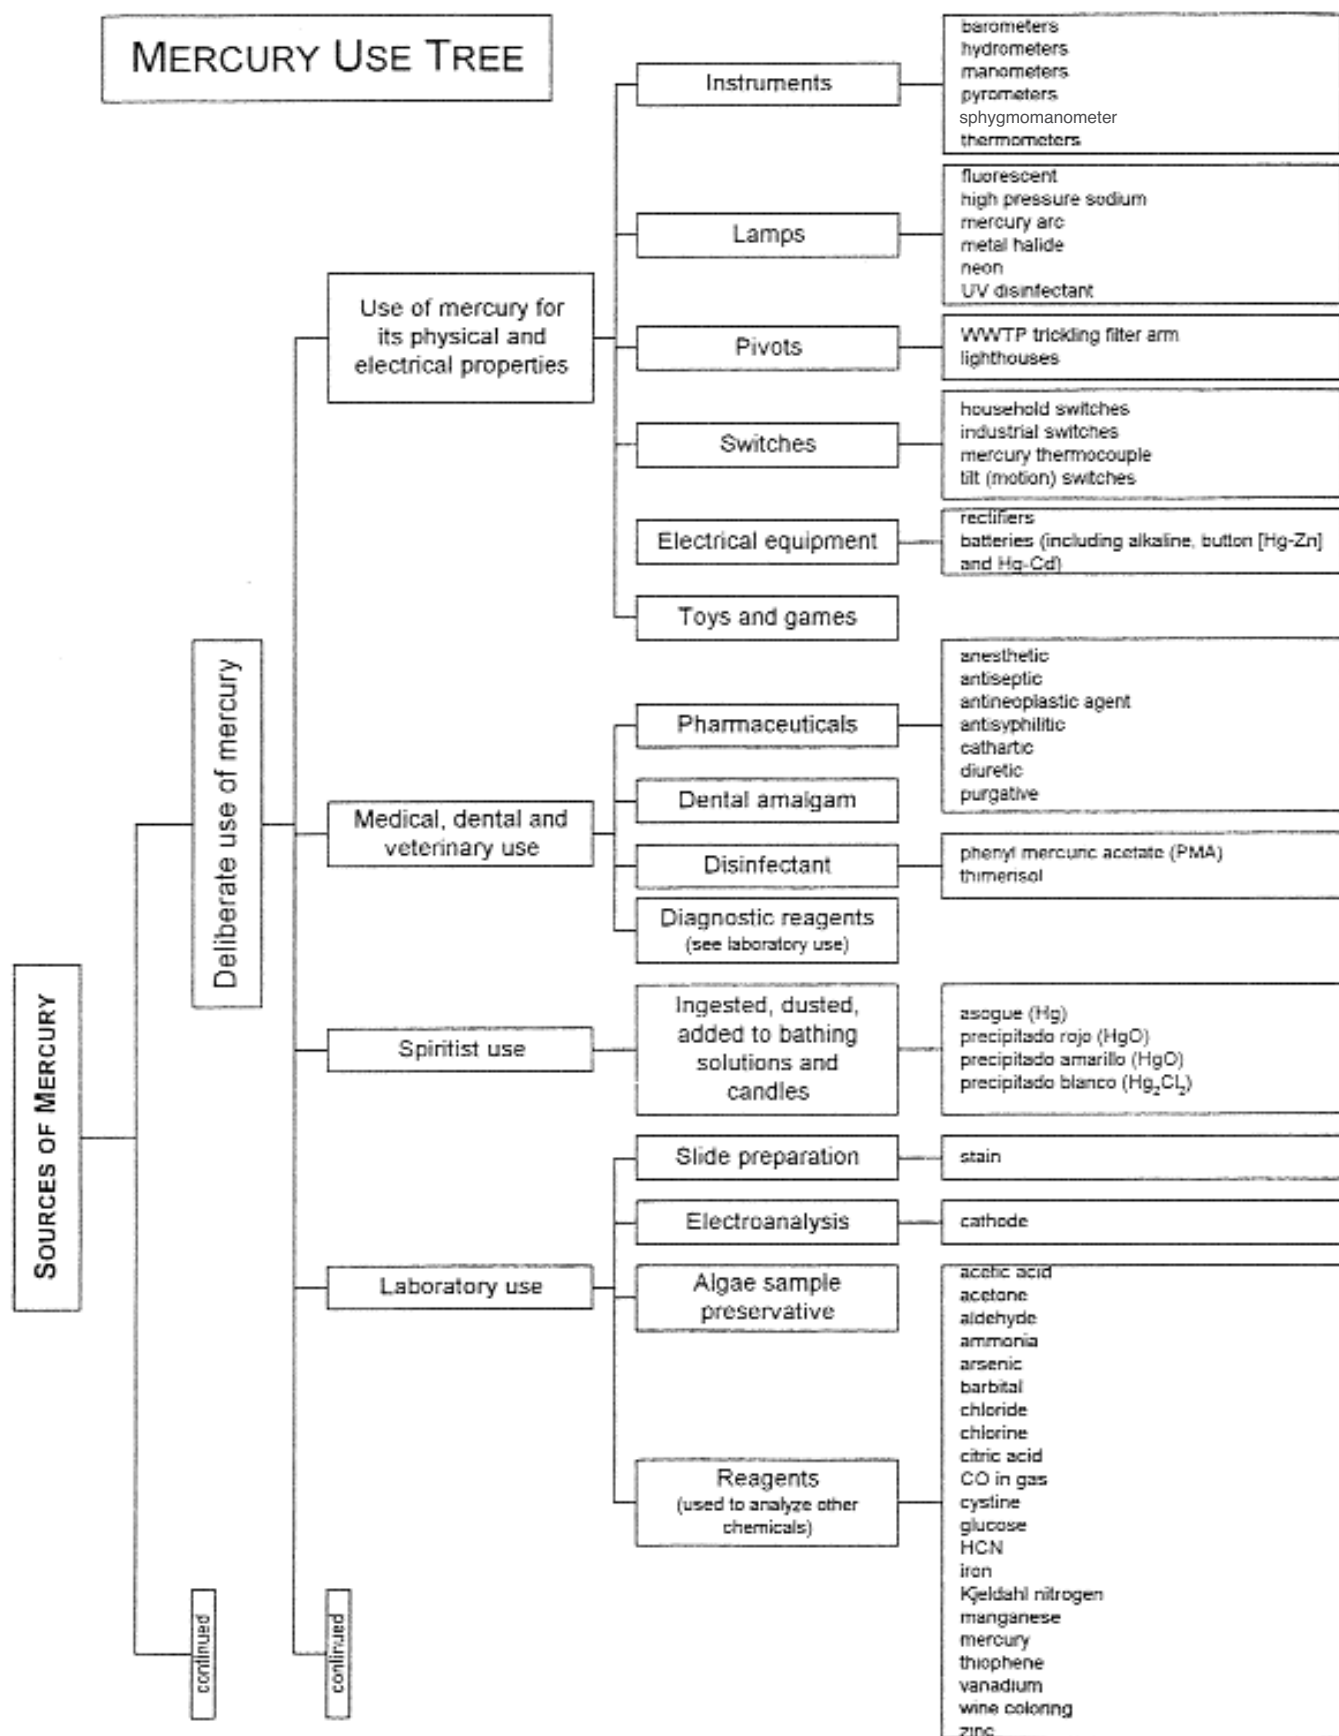 MERCURY USE TREE
SOURCES OF MERCURY
Deliberate use of mercury
continued
Use of mercury for
its physical and
electrical properties
Instruments
barometers
hydrometers
manometers
pyrometers
sphygmomanometer
thermometers
Lamps
fluorescent
high pressure sodium
mercury arc
metal halide
neon
UV disinfectant
Pivots
WWTP trickling filter arm
lighthouses
Switches
household switches
industrial switches
mercury thermocouple
tilt (motion) switches
Electrical equipment
rectifiers
batteries (including alkaline, button [Hg-Zn]
and Hg-Cd)
Toys and games
Medical, dental and
veterinary use
Pharmaceuticals
anesthetic
antiseptic
antineoplastic agent
antisyphilitic
cathartic
diuretic
purgative
Dental amalgam
Disinfectant
phenyl mercuric acetate (PMA)
thimerisol
Diagnostic reagents
(see laboratory use)
Spiritist use
Ingested, dusted,
added to bathing
solutions and
candles
asogue (Hg)
precipitado rojo (HgO)
precipitado amarillo (HgO)
precipitado blanco (Hg₂Cl₂)
Laboratory use
Slide preparation
stain
Electroanalysis
cathode
Algae sample
preservative
Reagents
(used to analyze other
chemicals)
acetic acid
acetone
aldehyde
ammonia
arsenic
barbital
chloride
chlorine
citric acid
CO in gas
cystine
glucose
HCN
iron
Kjeldahl nitrogen
manganese
mercury
thiophene
vanadium
wine coloring
zinc
continued